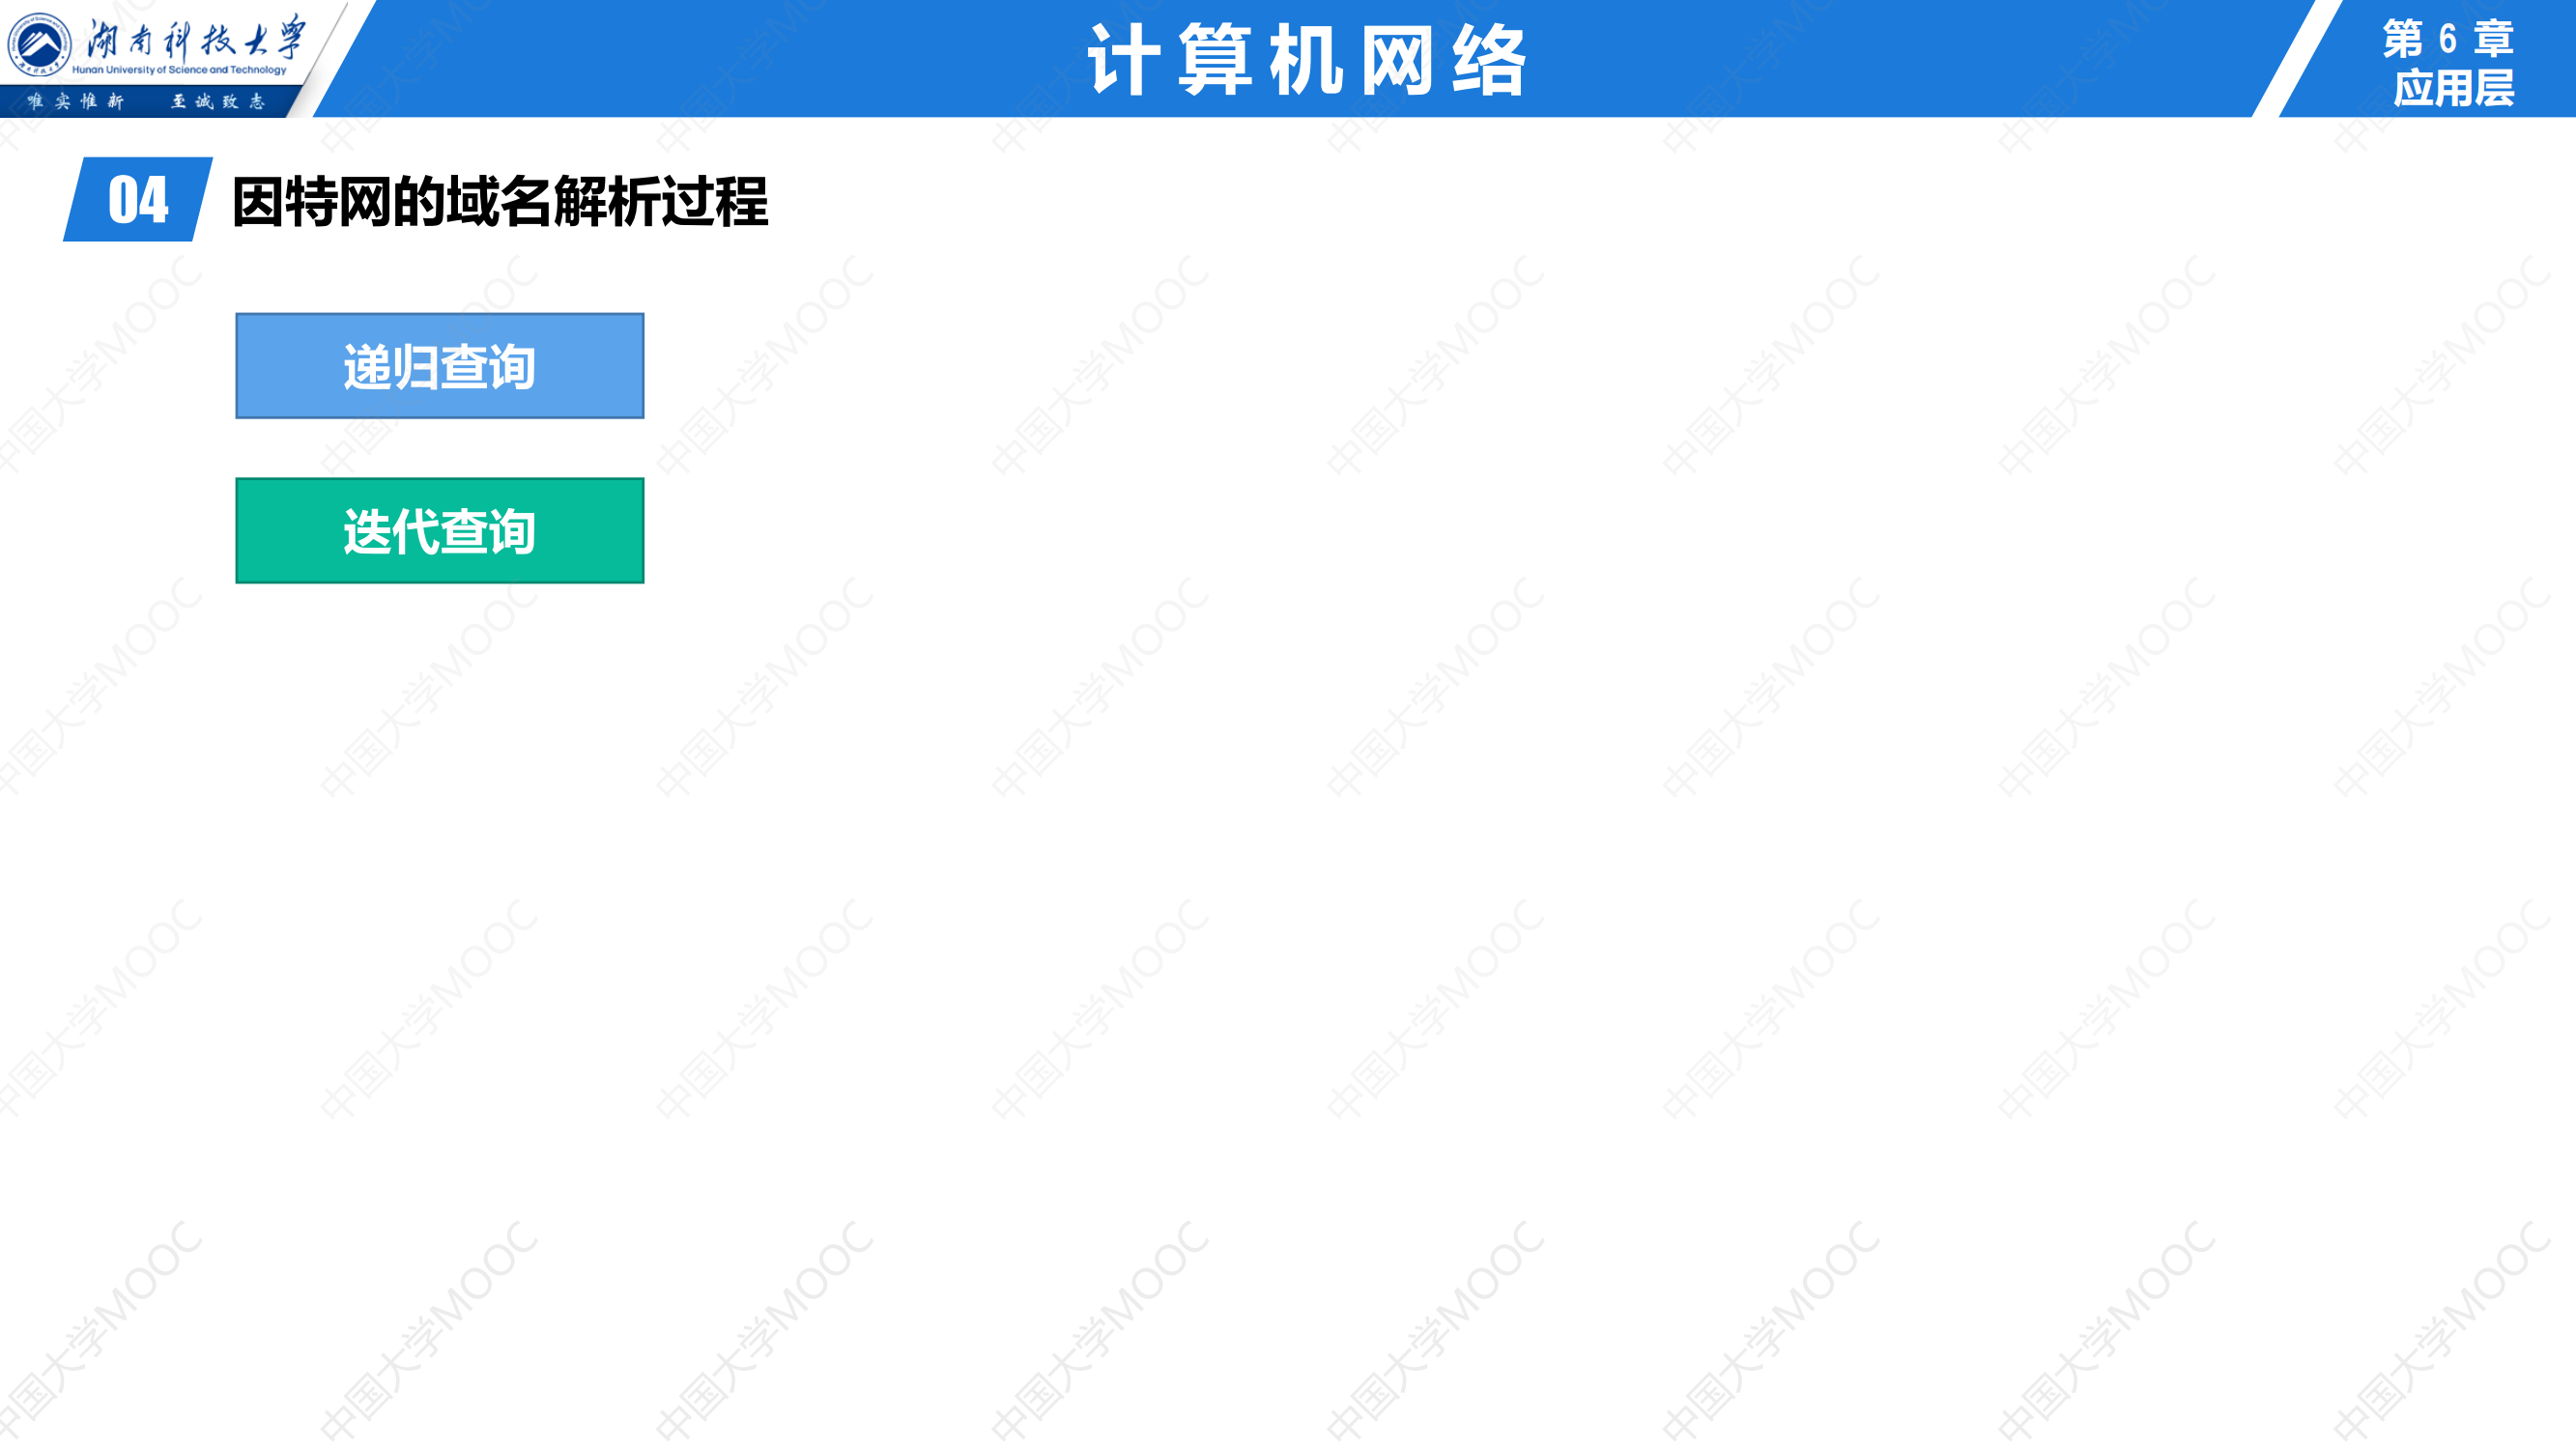 湖南科技大学
Hunan University of Science and Technology
唯实惟新 至诚致志
计算机网络
第 6 章
应用层
04 因特网的域名解析过程
递归查询
迭代查询
中国大学MOOC